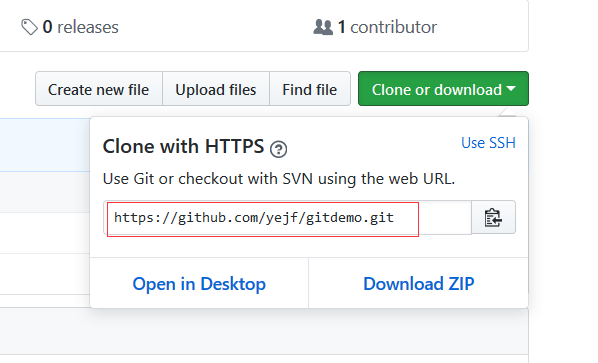 0 releases 1 contributor
Create new file Upload files Find file Clone or download
Clone with HTTPS ? Use SSH
Use Git or checkout with SVN using the web URL.
https://github.com/yejf/gitdemo.git
Open in Desktop Download ZIP